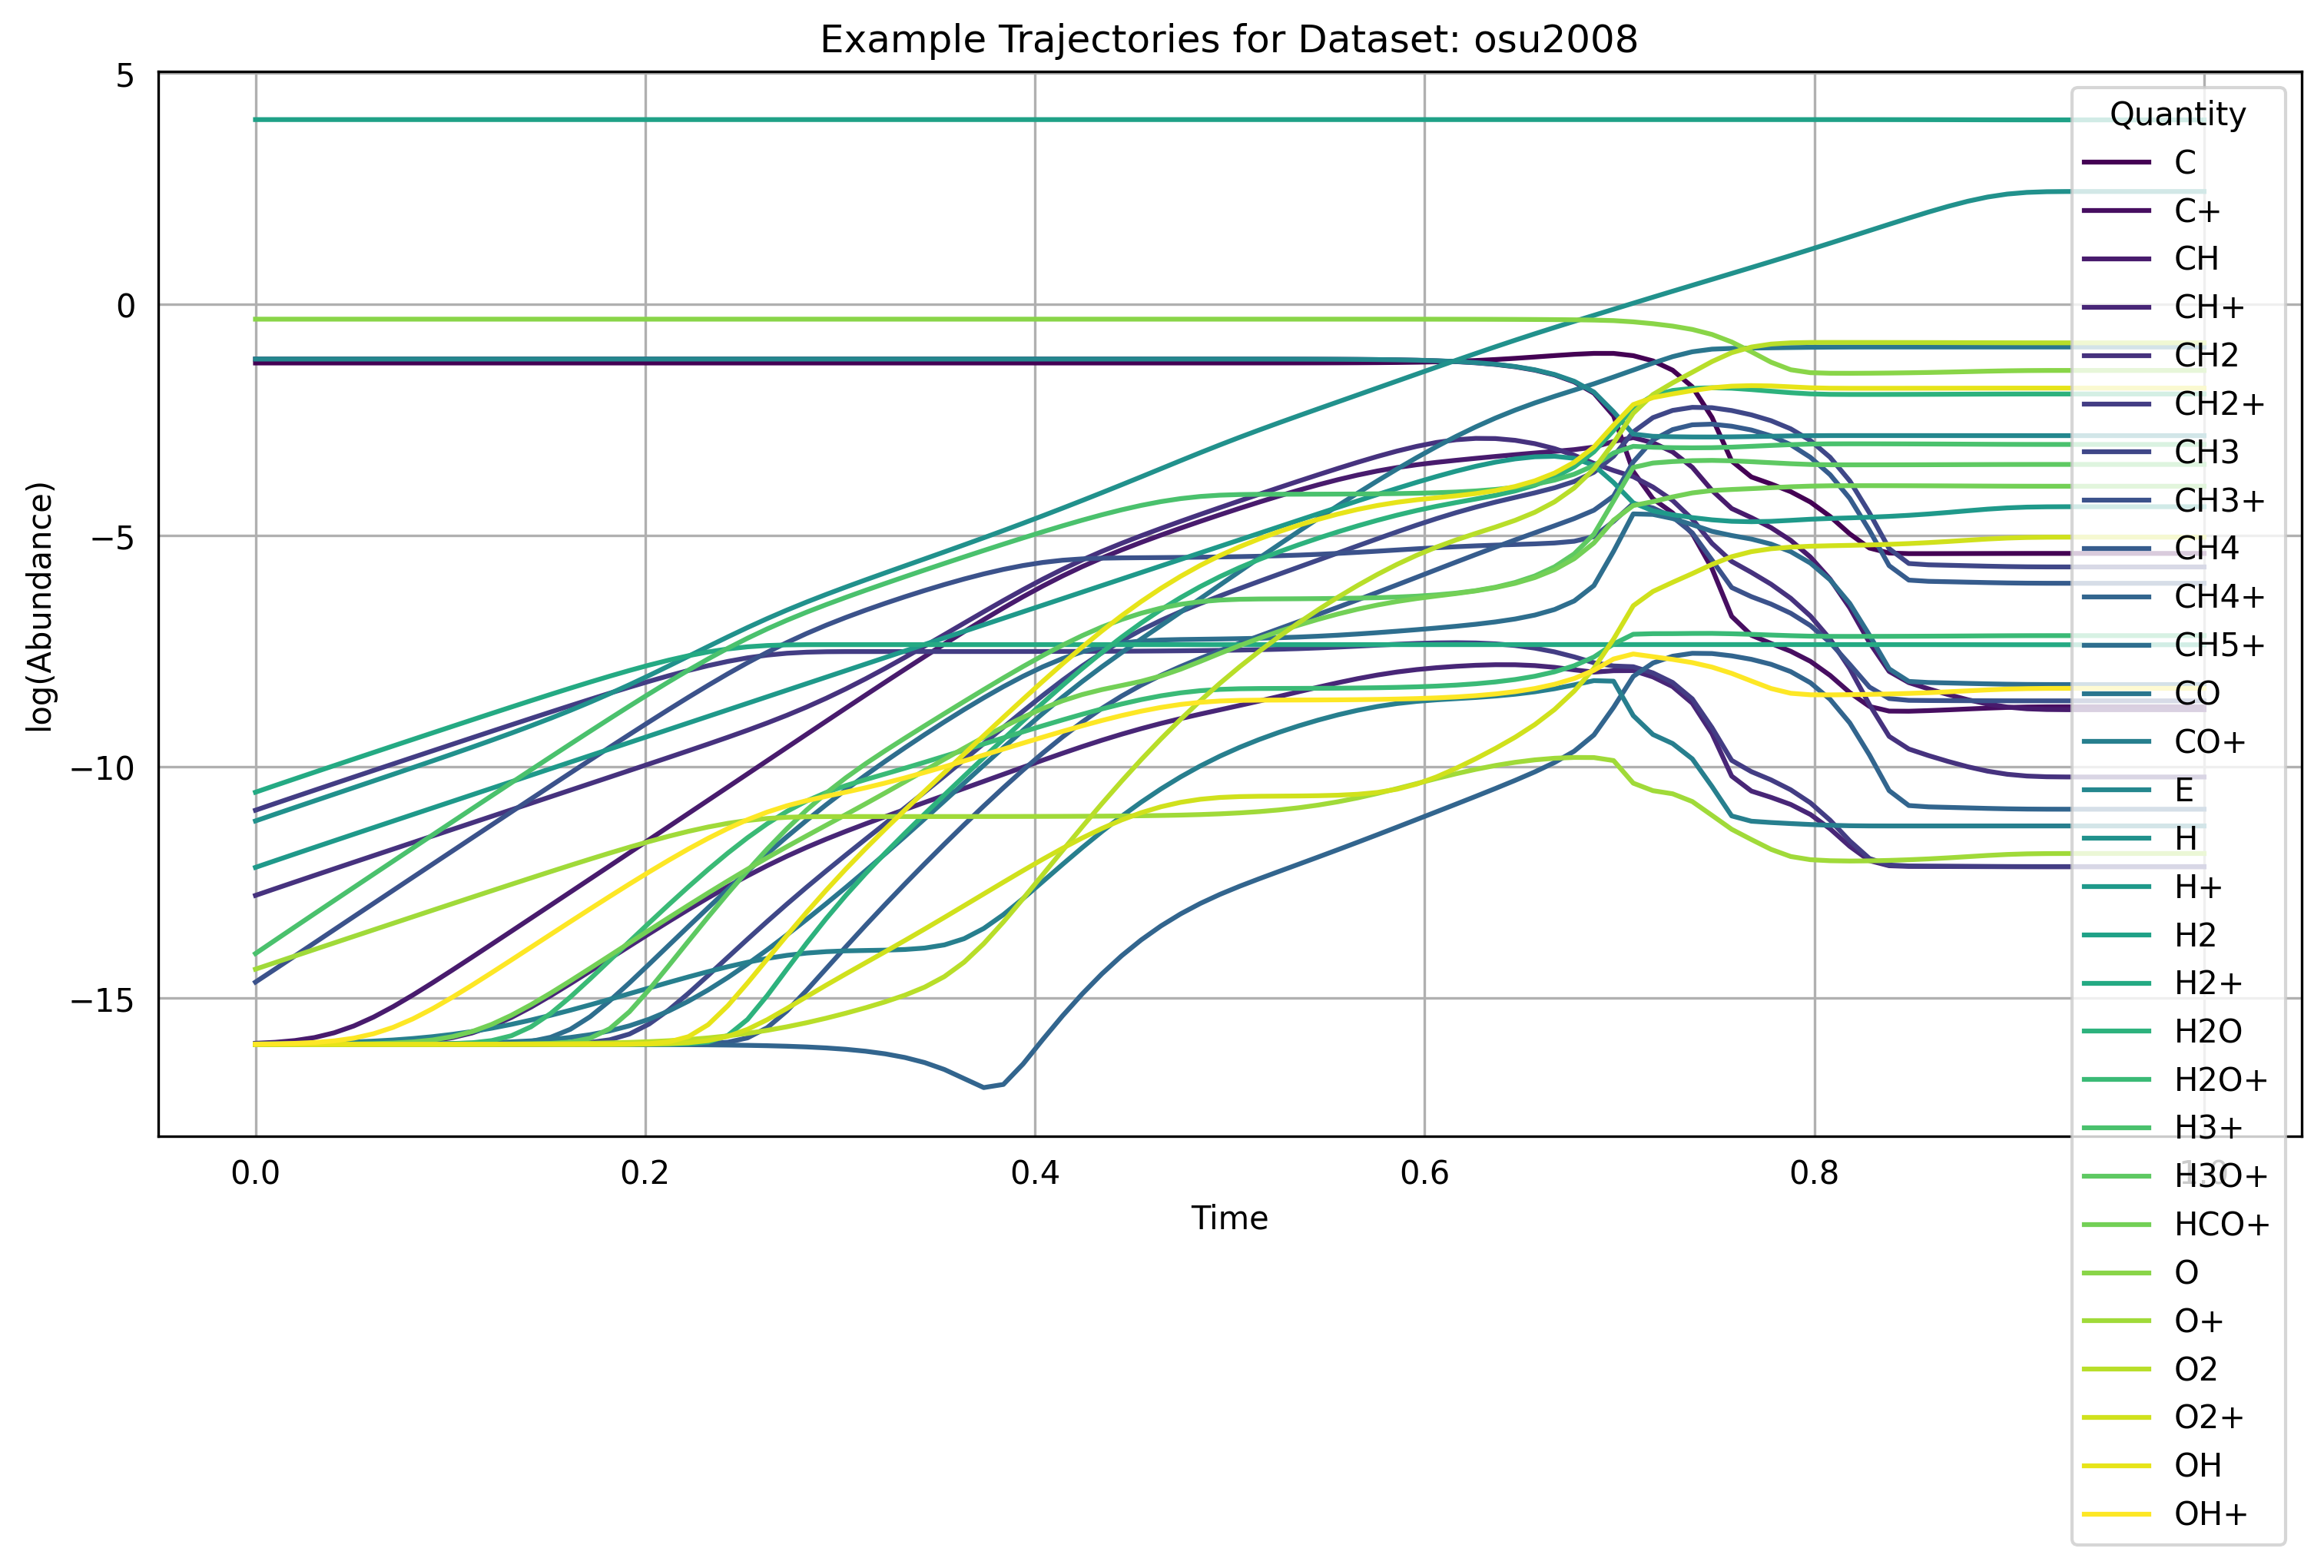 Example Trajectories for Dataset: osu2008
5
0
−5
−10
−15
log(Abundance)
0.0
0.2
0.4
0.6
0.8
1.0
Time
Quantity
C
C+
CH
CH+
CH2
CH2+
CH3
CH3+
CH4
CH4+
CH5+
CO
CO+
E
H
H+
H2
H2+
H2O
H2O+
H3+
H3O+
HCO+
O
O+
O2
O2+
OH
OH+